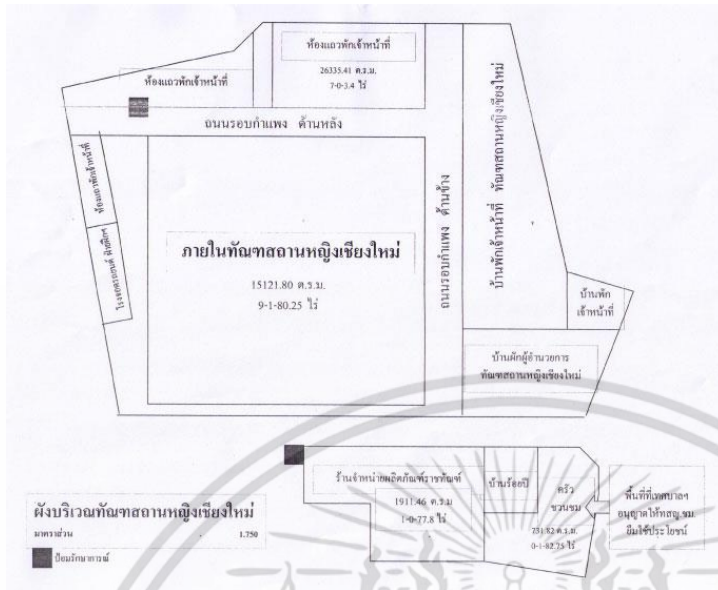 ห้องแถวพักเจ้าหน้าที่
26335.41 ต.ร.ม.
7-0-3.4 ไร่
ห้องแถวพักเจ้าหน้าที่
ถนนรอบกำแพง ด้านหลัง
ห้องแถวพักเจ้าหน้าที่
โรงจอดรถยนต์
ภายในทัณฑสถานหญิงเชียงใหม่
15121.80 ต.ร.ม.
9-1-80.25 ไร่
ถนนรอบกำแพง ด้านข้าง
บ้านพักเจ้าหน้าที่ ทัณฑสถานหญิงเชียงใหม่
บ้านพัก
เจ้าหน้าที่
บ้านผักผู้อำนวยการ
ทัณฑสถานหญิงเชียงใหม่
ร้านจำหน่ายผลิตภัณฑ์ราชทัณฑ์
1911.46 ต.ร.ม
1-0-77.8 ไร่
บ้านร้อยปี
ครัว
ชวนชม
731.82 ต.ร.ม.
0-1-82.75 ไร่
พื้นที่ที่เทศบาลฯ
อนุญาตให้ทสญ.ชม.
ยืมใช้ประโยชน์
ผังบริเวณทัณฑสถานหญิงเชียงใหม่
มาตราส่วน 1.750
ป้อมรักษาการณ์